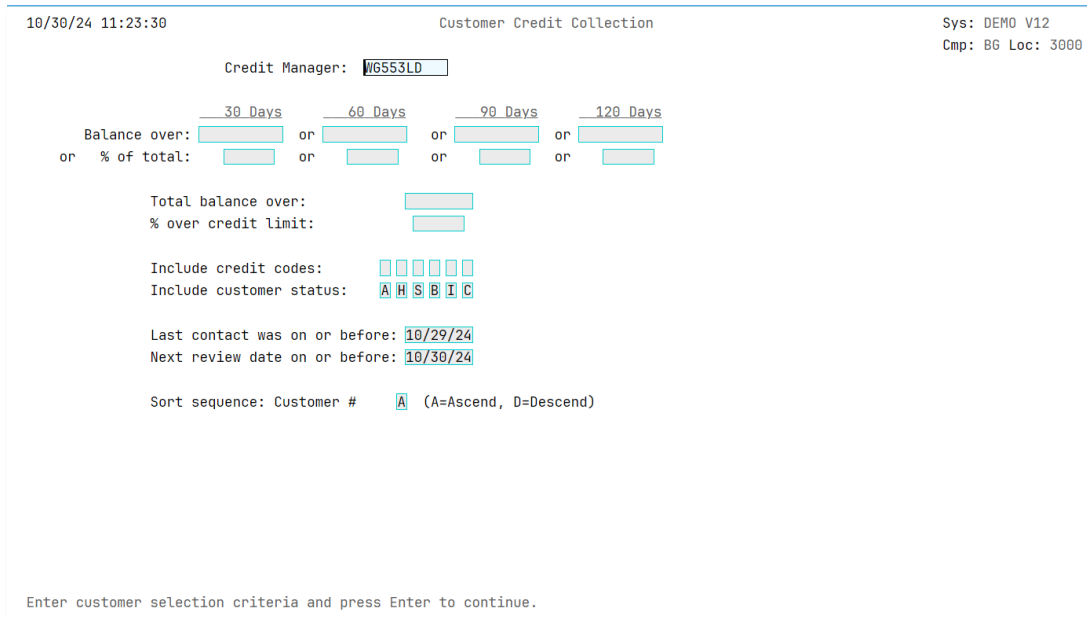 10/30/24 11:23:30 Customer Credit Collection Sys: DEMO V12
Cmp: BG Loc: 3000
Credit Manager: WG553LD
30 Days 60 Days 90 Days 120 Days
Balance over: or or or
or % of total: or or or
Total balance over:
% over credit limit:
Include credit codes:
Include customer status: A H S B I C
Last contact was on or before: 10/29/24
Next review date on or before: 10/30/24
Sort sequence: Customer # A (A=Ascend, D=Descend)
Enter customer selection criteria and press Enter to continue.